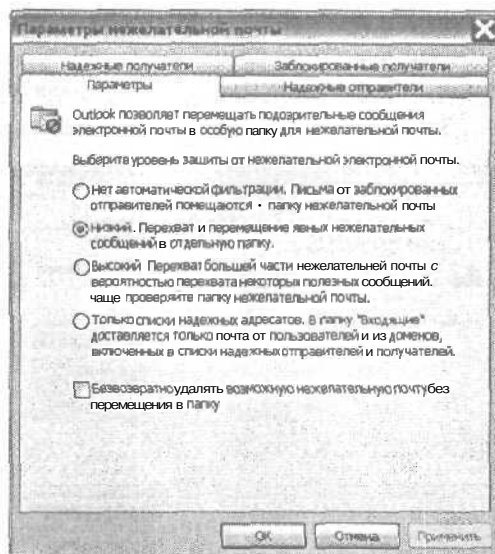 Параметры нежелательной почты
Надежные получатели
Заблокированные получатели
Параметры
Надежные отправители
Outlook позволяет перемещать подозрительные сообщения
электронной почты в особую папку для нежелательной почты.
Выберите уровень защиты от нежелательной электронной почты.
Нет автоматической фильтрации. Письма от заблокированных
отправителей помещаются · папку нежелательной почты
Низкий. Перехват и перемещение явных нежелательных
сообщений в отдельную папку.
Высокий Перехват большей части нежелательней почты с
вероятностью перехвата некоторых полезных сообщений.
чаще проверяйте папку нежелательной почты.
Только списки надежных адресатов. В папку "Входящие"
доставляется только почта от пользователей и из доменов,
включенных в списки надежных отправителей и получателей.
Безвозвратно удалять возможную нежелательную почту без
перемещения в папку
ОК
Отмена
Применить